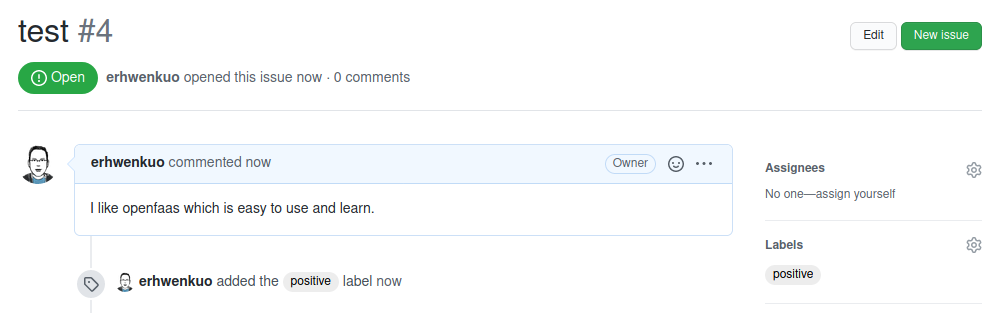 test #4
Edit
New issue
Open
erhwenkuo opened this issue now · 0 comments
erhwenkuo commented now
Owner
I like openfaas which is easy to use and learn.
erhwenkuo added the positive label now
Assignees
No one—assign yourself
Labels
positive